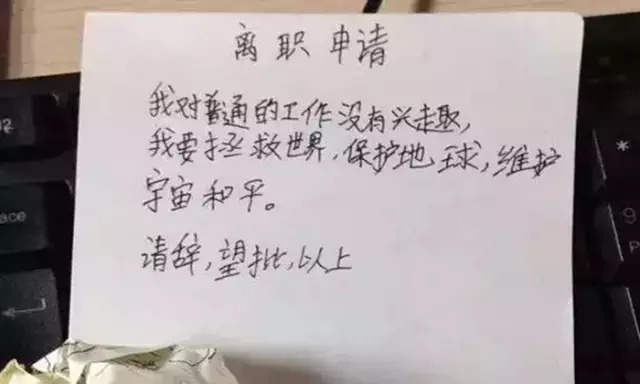 离职申请
我对普通的工作没有兴趣,
我要拯救世界,保护地球,维护
宇宙和平。
请辞,望批,以上
2
ace
9